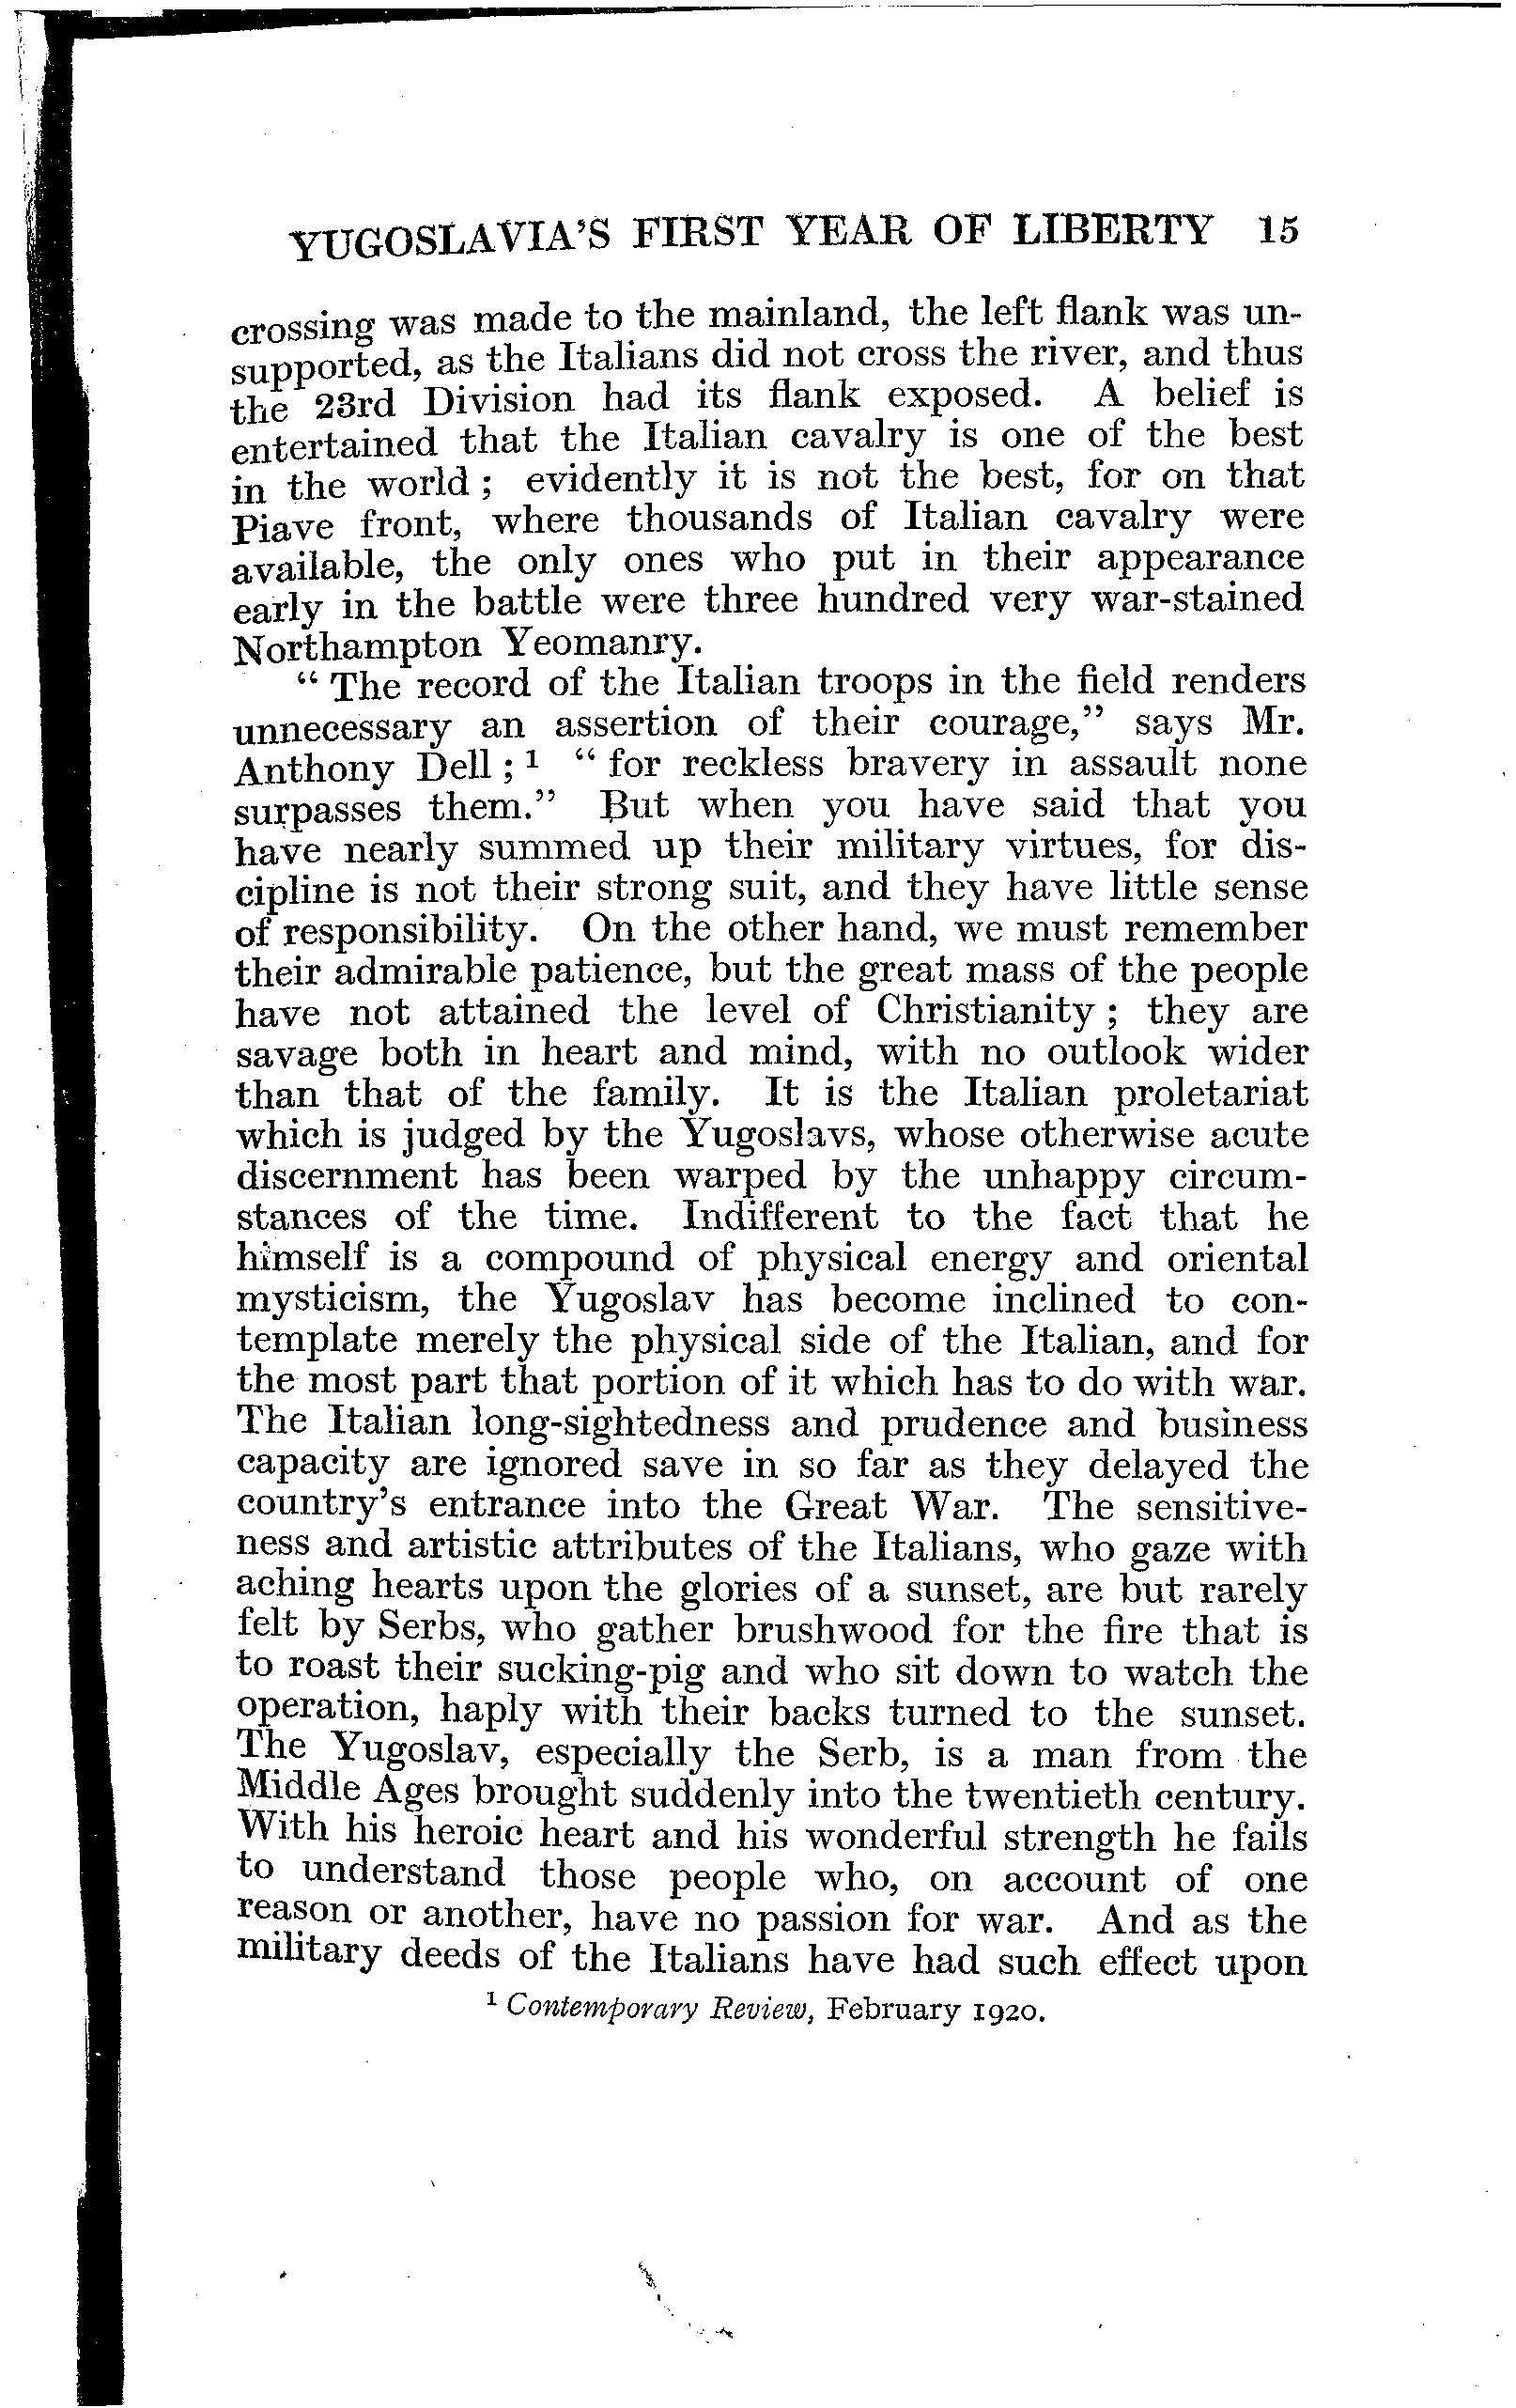 YUGOSLAVIA'S FIRST YEAR OF LIBERTY 15
crossing was made to the mainland, the left flank was un-
supported, as the Italians did not cross the river, and thus
the 23rd Division had its flank exposed. A belief is
entertained that the Italian cavalry is one of the best
in the world ; evidently it is not the best, for on that
Piave front, where thousands of Italian cavalry were
available, the only ones who put in their appearance
early in the battle were three hundred very war-stained
Northampton Yeomanry.
" The record of the Italian troops in the field renders
unnecessary an assertion of their courage," says Mr.
Anthony Dell ; ¹ " for reckless bravery in assault none
surpasses them." But when you have said that you
have nearly summed up their military virtues, for dis-
cipline is not their strong suit, and they have little sense
of responsibility. On the other hand, we must remember
their admirable patience, but the great mass of the people
have not attained the level of Christianity ; they are
savage both in heart and mind, with no outlook wider
than that of the family. It is the Italian proletariat
which is judged by the Yugoslavs, whose otherwise acute
discernment has been warped by the unhappy circum-
stances of the time. Indifferent to the fact that he
himself is a compound of physical energy and oriental
mysticism, the Yugoslav has become inclined to con-
template merely the physical side of the Italian, and for
the most part that portion of it which has to do with war.
The Italian long-sightedness and prudence and business
capacity are ignored save in so far as they delayed the
country's entrance into the Great War. The sensitive-
ness and artistic attributes of the Italians, who gaze with
aching hearts upon the glories of a sunset, are but rarely
felt by Serbs, who gather brushwood for the fire that is
to roast their sucking-pig and who sit down to watch the
operation, haply with their backs turned to the sunset.
The Yugoslav, especially the Serb, is a man from the
Middle Ages brought suddenly into the twentieth century.
With his heroic heart and his wonderful strength he fails
to understand those people who, on account of one
reason or another, have no passion for war. And as the
military deeds of the Italians have had such effect upon
¹ Contemporary Review, February 1920.